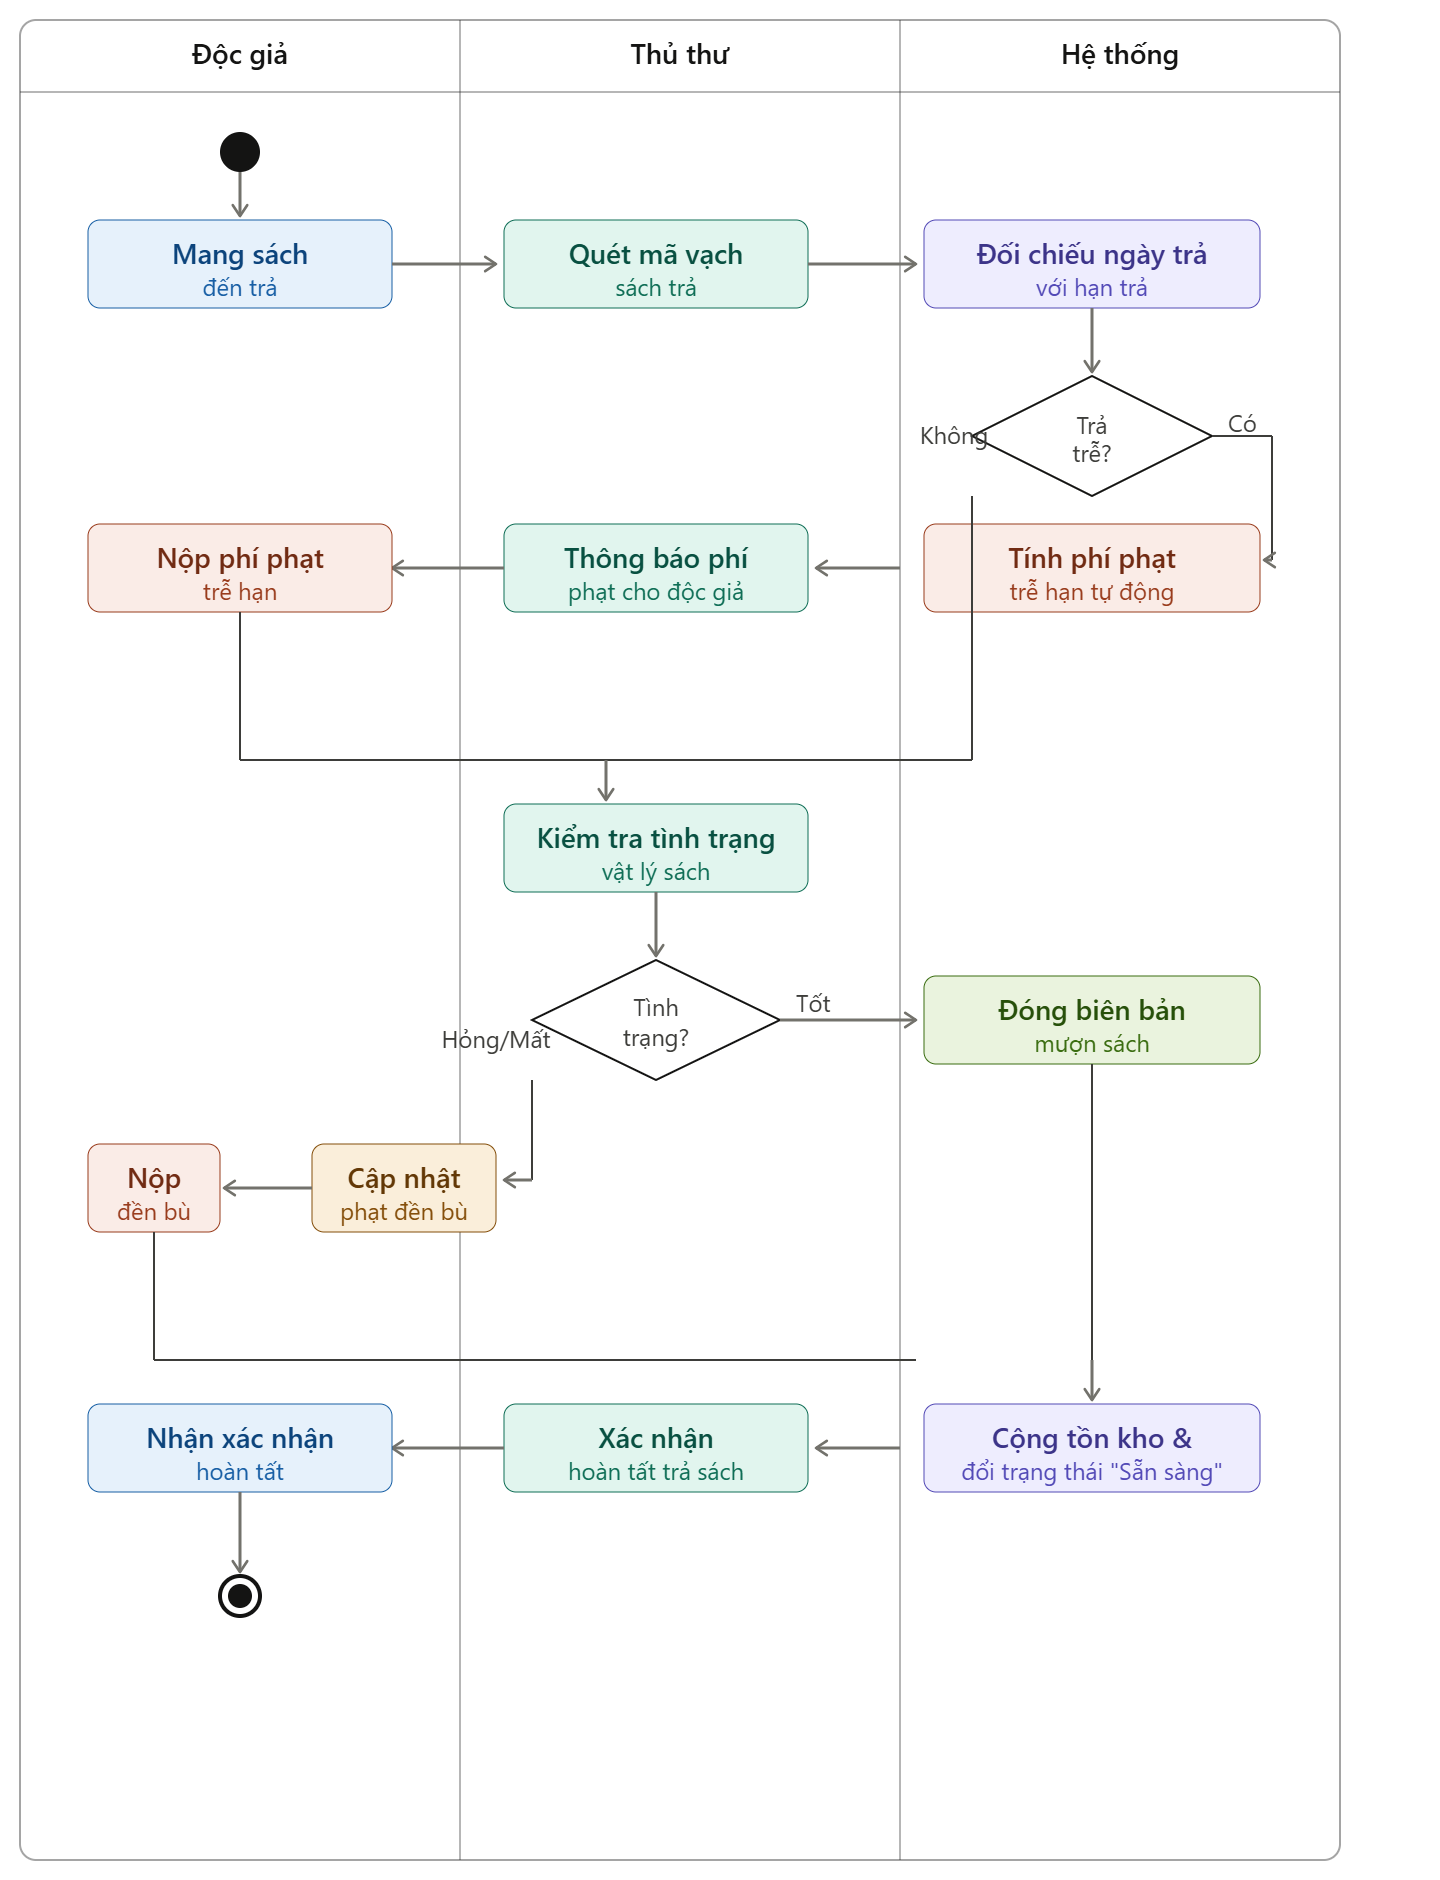 Độc giả
Thủ thư
Hệ thống
Mang sách
đến trả
Quét mã vạch
sách trả
Đối chiếu ngày trả
với hạn trả
Không
Trả
trễ?
Có
Nộp phí phạt
trễ hạn
Thông báo phí
phạt cho độc giả
Tính phí phạt
trễ hạn tự động
Kiểm tra tình trạng
vật lý sách
Hỏng/Mất
Tình
trạng?
Tốt
Đóng biên bản
mượn sách
Nộp
đền bù
Cập nhật
phạt đền bù
Nhận xác nhận
hoàn tất
Xác nhận
hoàn tất trả sách
Cộng tồn kho &
đổi trạng thái "Sẵn sàng"